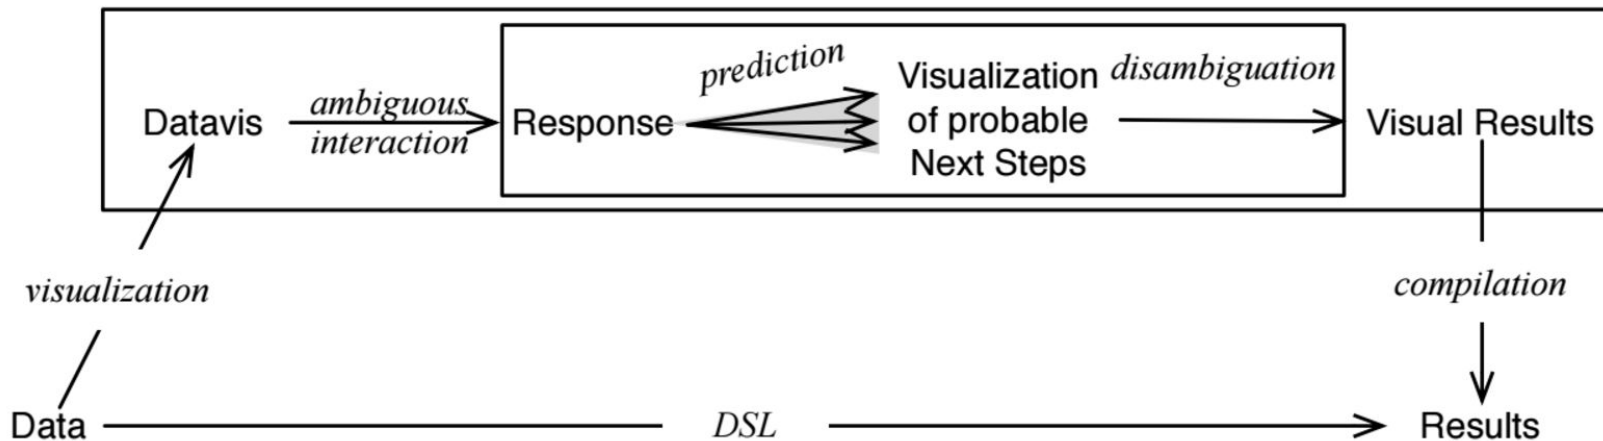 prediction
Visualization
of probable
Next Steps
disambiguation
Datavis
ambiguous
interaction
Response
Visual Results
visualization
compilation
Data
DSL
Results